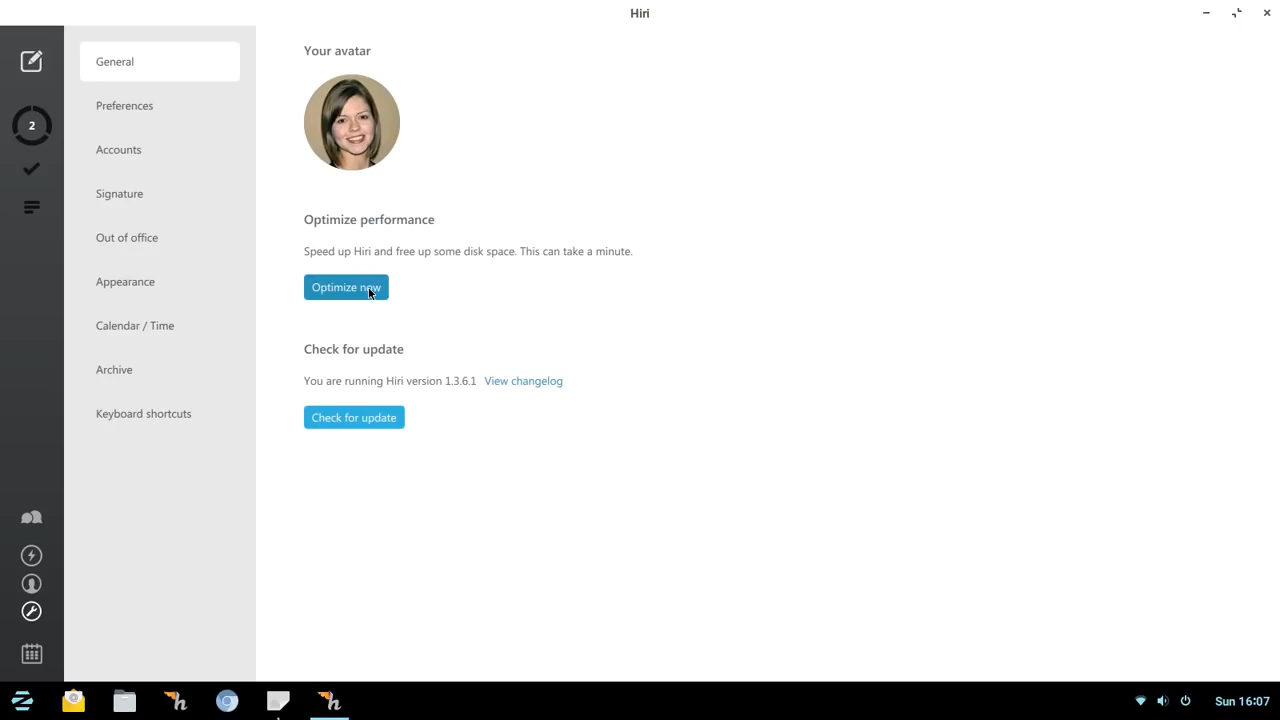 Hiri
General
Preferences
Accounts
Signature
Out of office
Appearance
Calendar / Time
Archive
Keyboard shortcuts
2
Your avatar
Optimize performance
Speed up Hiri and free up some disk space. This can take a minute.
Optimize now
Check for update
You are running Hiri version 1.3.6.1 View changelog
Check for update
Sun 16:07